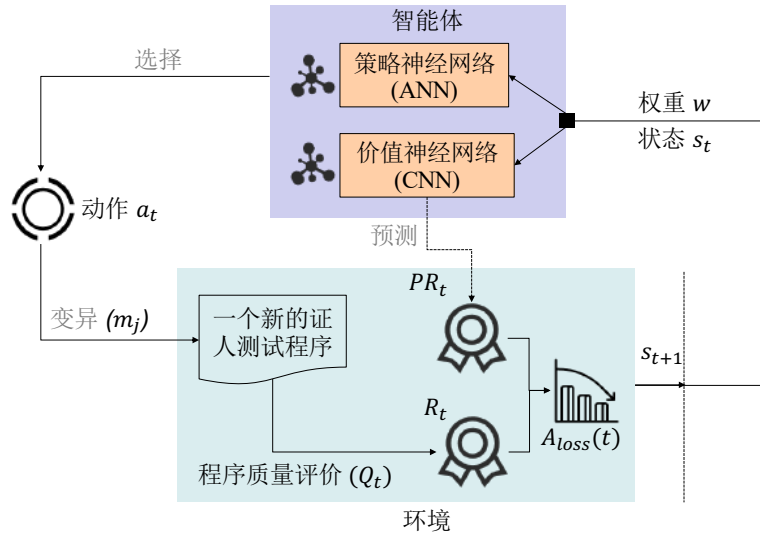 智能体
选择
策略神经网络
(ANN)
权重 w
状态 s_t
价值神经网络
(CNN)
动作 a_t
预测
PR_t
变异 (m_j)
一个新的证
人测试程序
s_{t+1}
R_t
A_{loss}(t)
程序质量评价 (Q_t)
环境